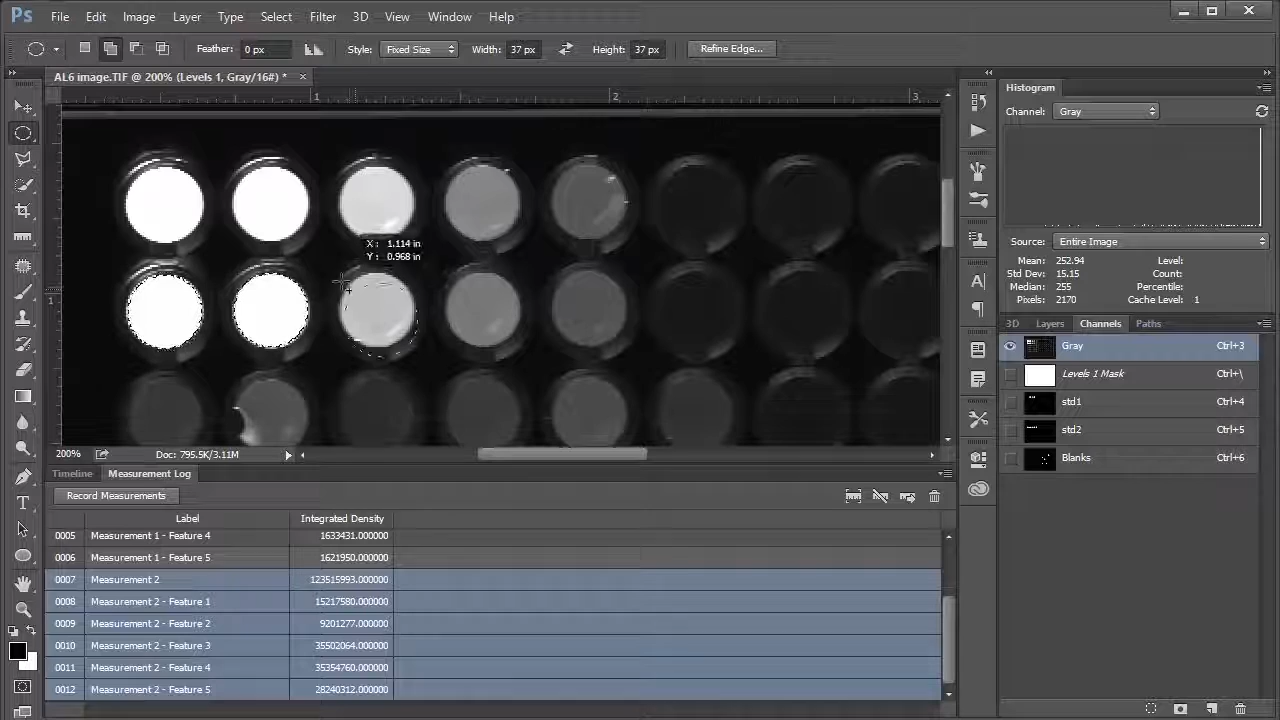 Ps File Edit Image Layer Type Select Filter 3D View Window Help
Feather: 0 px Style: Fixed Size Width: 37 px Height: 37 px Refine Edge...
AL6 image.TIF @ 200% (Levels 1, Gray/16#) * ×
1 2 3
1
X: 1.114 in
Y: 0.968 in
200% Doc: 795.5K/3.11M
Timeline Measurement Log
Record Measurements
Label Integrated Density
0005 Measurement 1 - Feature 4 1633431.000000
0006 Measurement 1 - Feature 5 1621950.000000
0007 Measurement 2 123515993.000000
0008 Measurement 2 - Feature 1 15217580.000000
0009 Measurement 2 - Feature 2 9201277.000000
0010 Measurement 2 - Feature 3 35502064.000000
0011 Measurement 2 - Feature 4 35354760.000000
0012 Measurement 2 - Feature 5 28240312.000000
Histogram
Channel: Gray
Source: Entire Image
Mean: 252.94 Level:
Std Dev: 15.15 Count:
Median: 255 Percentile:
Pixels: 2170 Cache Level: 1
3D Layers Channels Paths
Gray Ctrl+3
Levels 1 Mask Ctrl+\
std1 Ctrl+4
std2 Ctrl+5
Blanks Ctrl+6